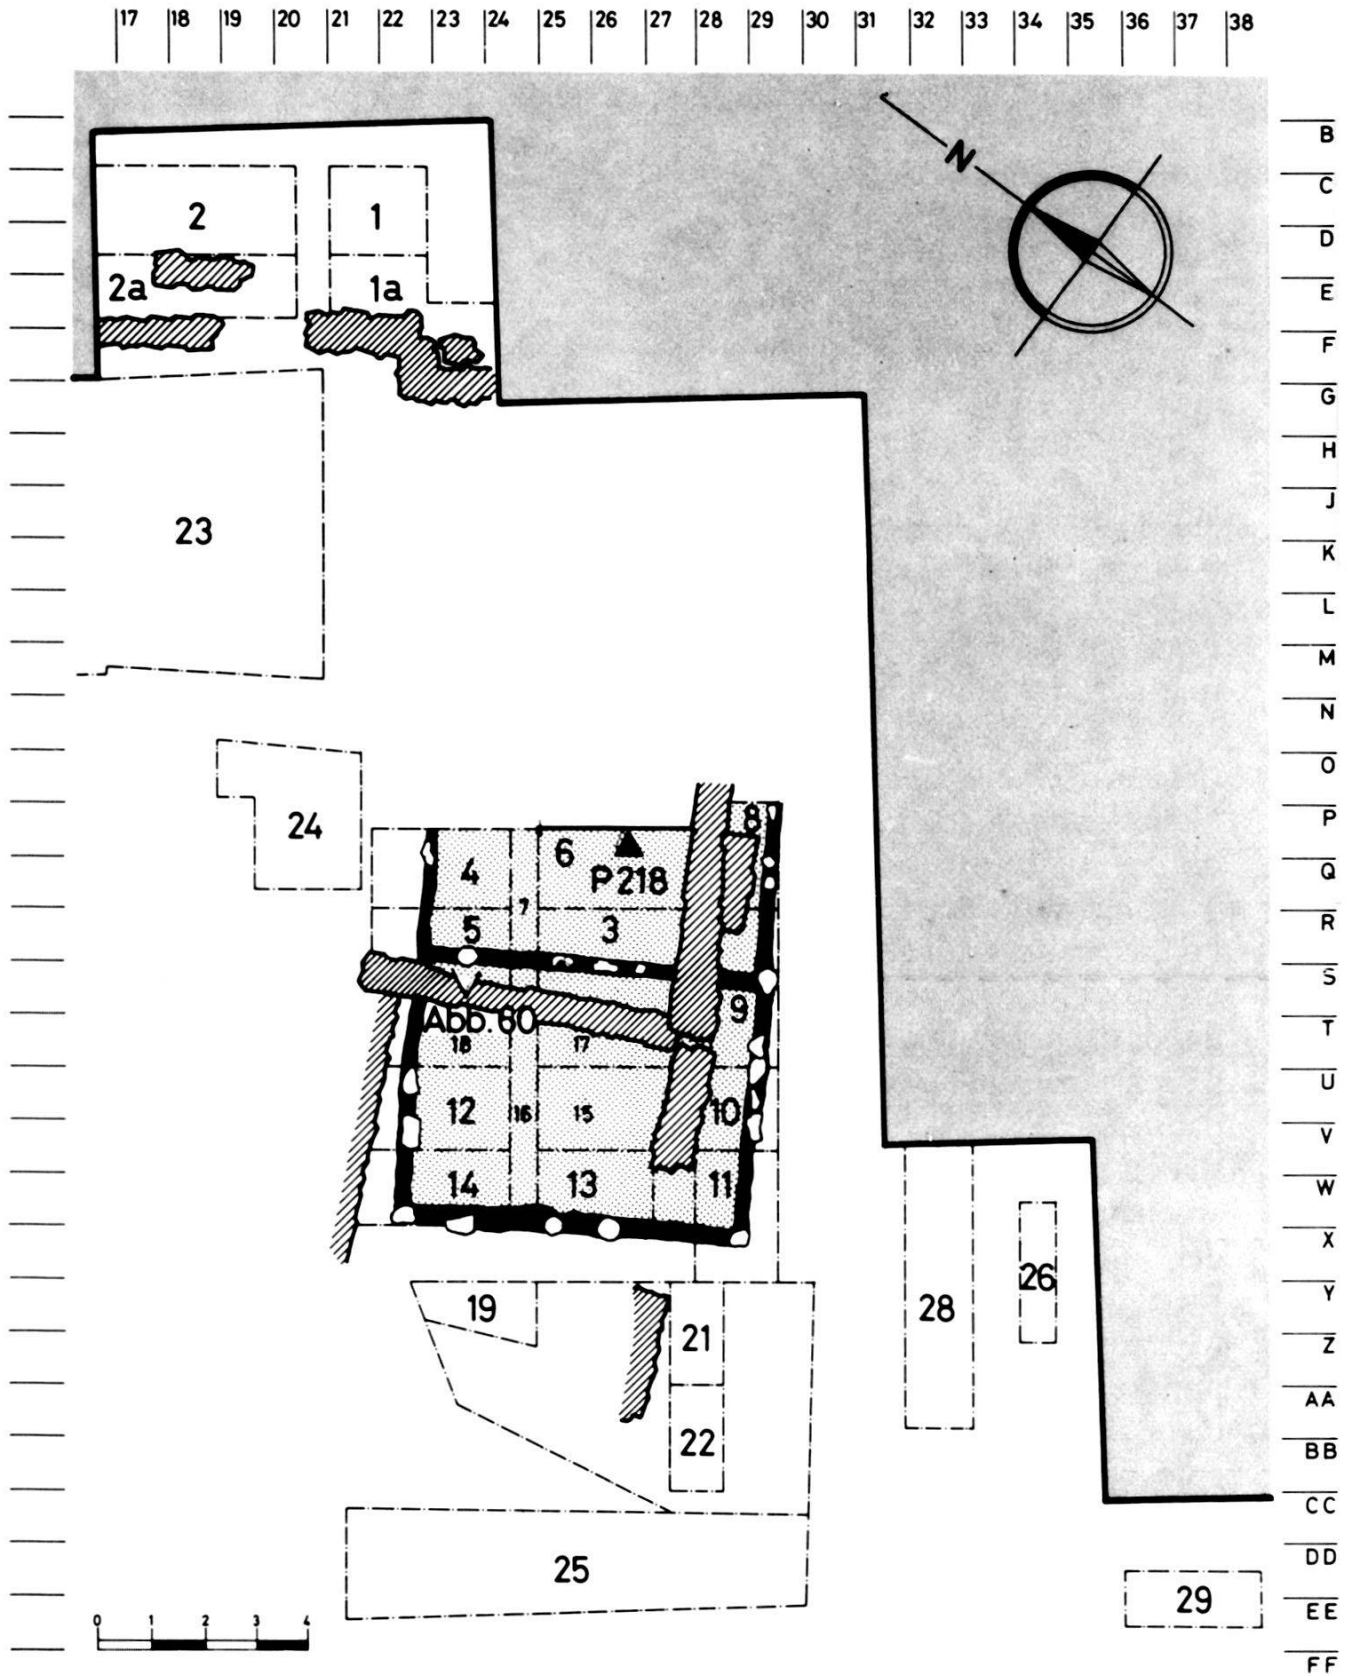 17 18 19 20 21 22 23 24 25 26 27 28 29 30 31 32 33 34 35 36 37 38
B
N
C
2 1
D
2a 1a
E
F
G
H
J
23
K
L
M
N
O
24
8
P
6
4
P 218
Q
7
5 3
R
S
9
Abb. 60
T
18 17
U
12 16 15 10
V
14 13 11
W
X
26
Y
19 28
21
Z
AA
22
BB
CC
25
DD
29
EE
0 1 2 3 4
FF